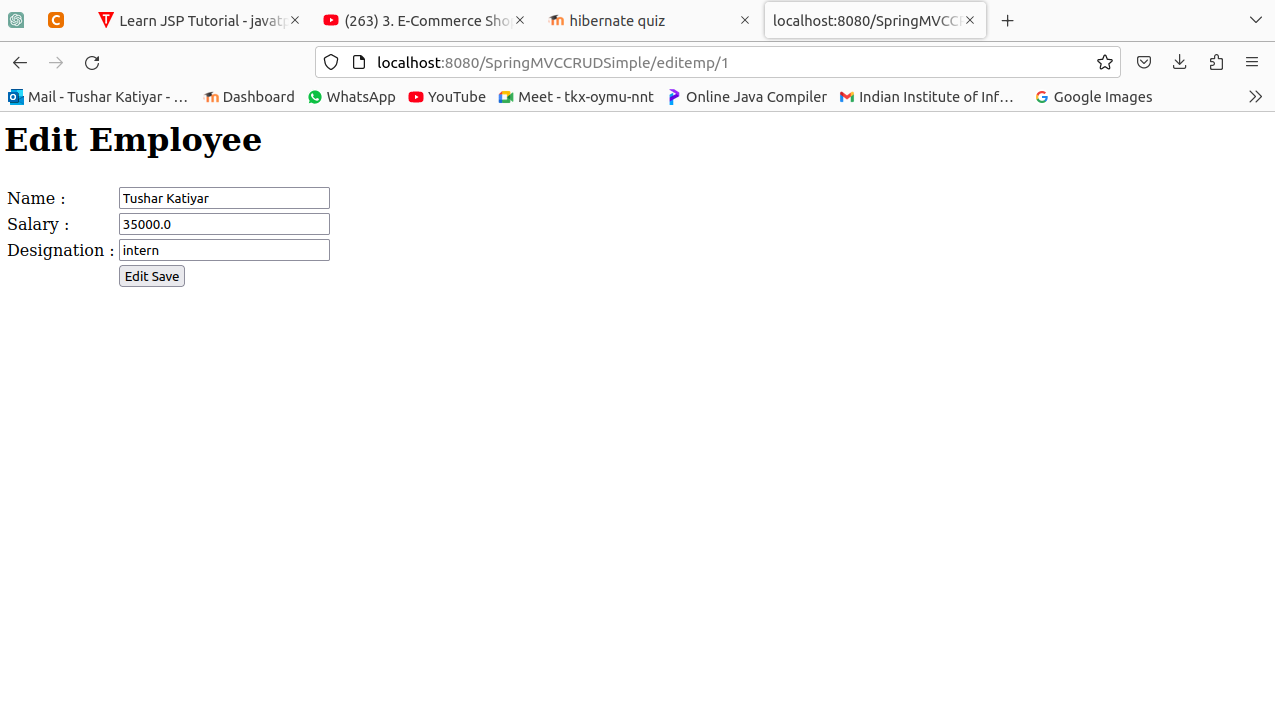 Learn JSP Tutorial - javatp
(263) 3. E-Commerce Shop
hibernate quiz
localhost:8080/SpringMVCC
localhost:8080/SpringMVCCRUDSimple/editemp/1
Mail - Tushar Katiyar - ... Dashboard WhatsApp YouTube Meet - tkx-oymu-nnt Online Java Compiler Indian Institute of Inf... Google Images
Edit Employee
Name : Tushar Katiyar
Salary : 35000.0
Designation : intern
Edit Save